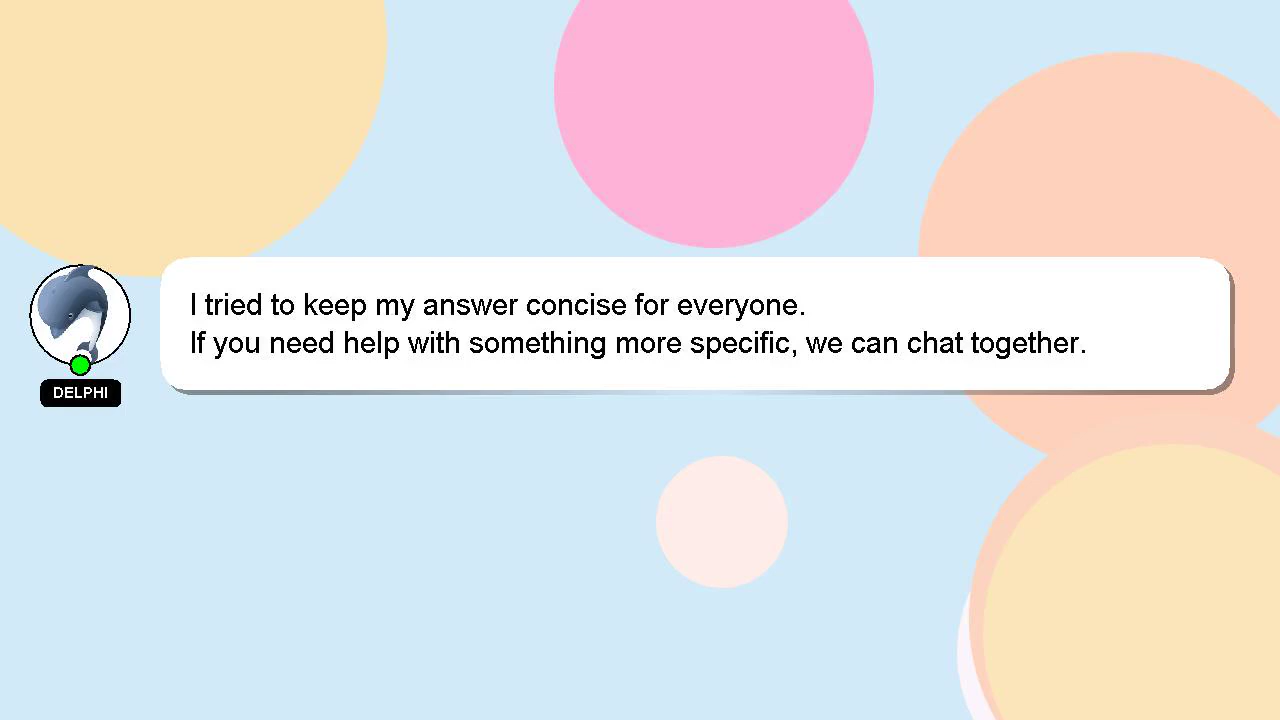 I tried to keep my answer concise for everyone.
If you need help with something more specific, we can chat together.
DELPHI